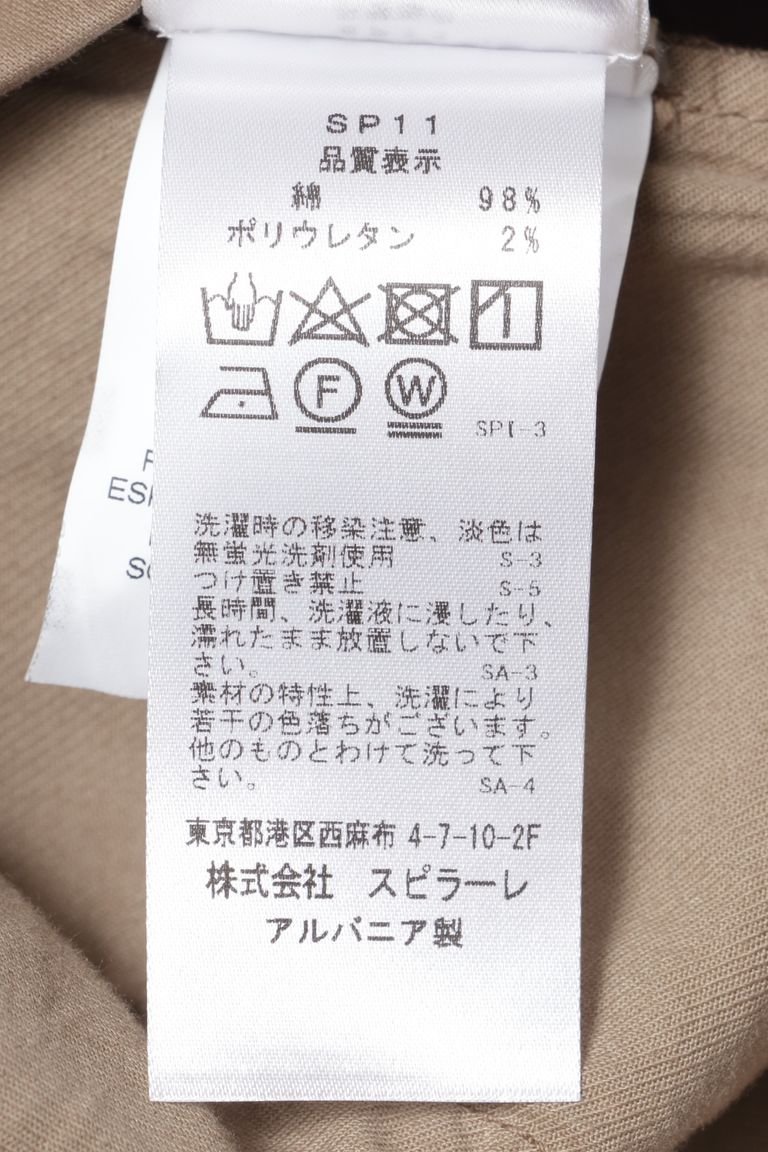 SP11
品質表示
綿 98%
ポリウレタン 2%
F W
SPI-3
洗濯時の移染注意、淡色は
無蛍光洗剤使用 S-3
つけ置き禁止 S-5
長時間、洗濯液に浸したり、
濡れたまま放置しないで下
さい。 SA-3
素材の特性上、洗濯により
若干の色落ちがございます。
他のものとわけて洗って下
さい。 SA-4
東京都港区西麻布 4-7-10-2F
株式会社 スピラーレ
アルバニア製